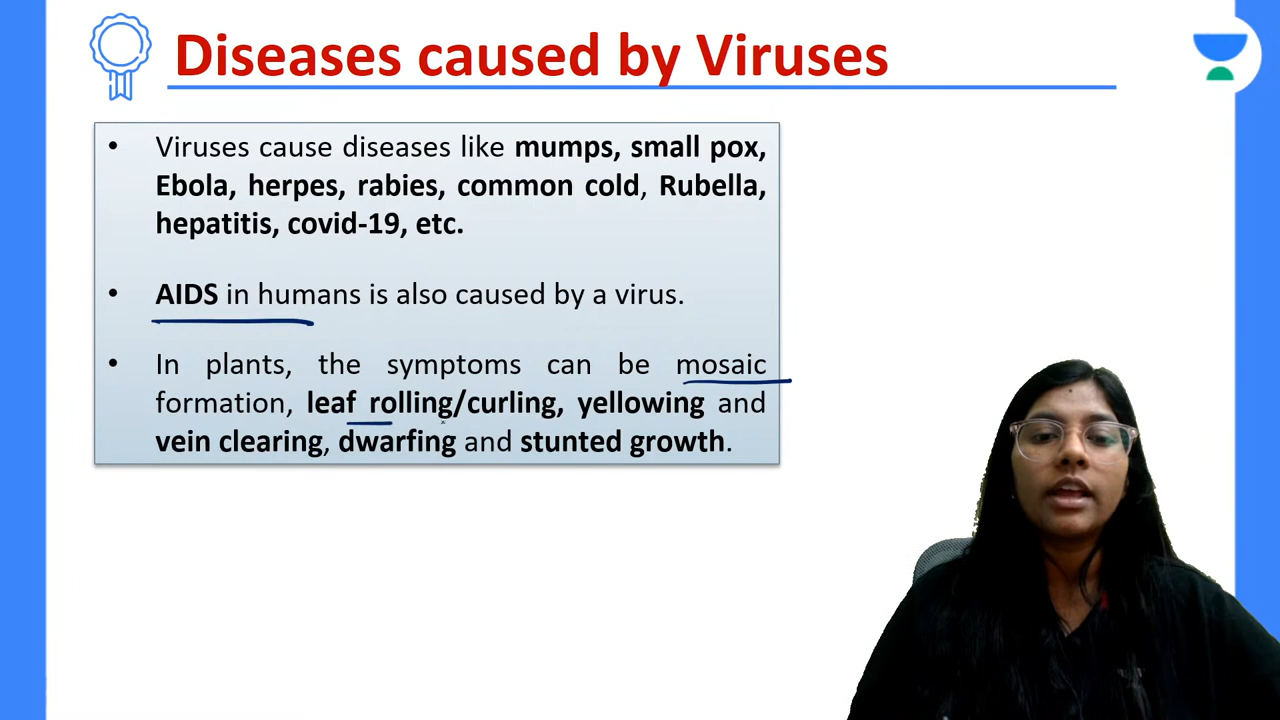 Diseases caused by Viruses
• Viruses cause diseases like mumps, small pox,
Ebola, herpes, rabies, common cold, Rubella,
hepatitis, covid-19, etc.
• AIDS in humans is also caused by a virus.
• In plants, the symptoms can be mosaic
formation, leaf rolling/curling, yellowing and
vein clearing, dwarfing and stunted growth.